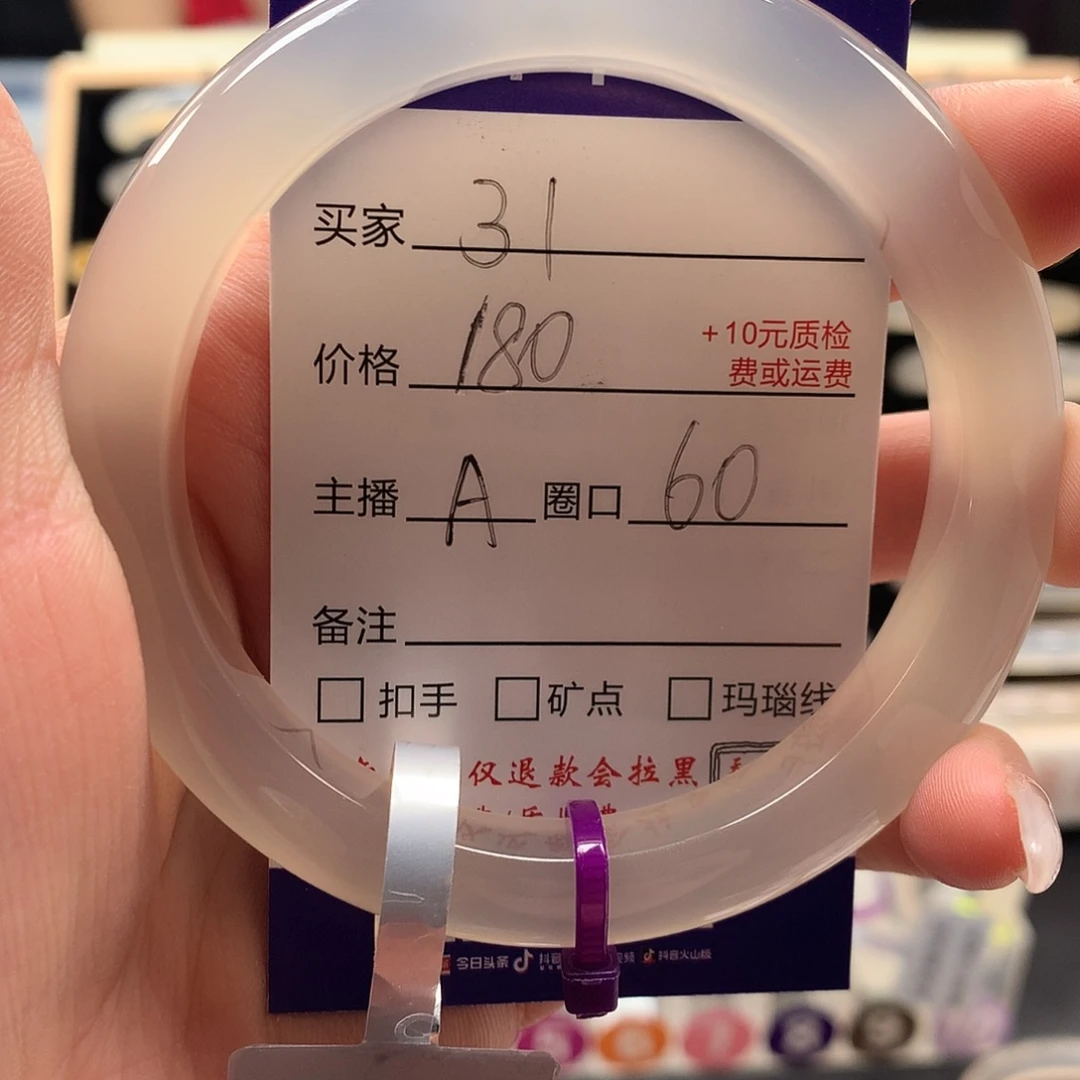 买家 31
价格 180
+10元质检
费或运费
主播 A 圈口 60
备注
扣手 矿点 玛瑙线
仅退款会拉黑
今日头条 抖音 视频 抖音火山版